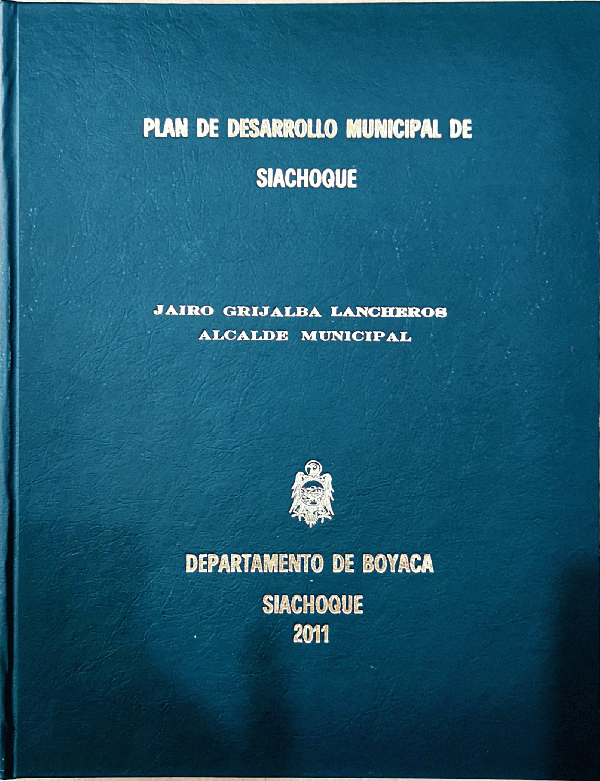 PLAN DE DESARROLLO MUNICIPAL DE
SIACHOQUE
JAIRO GRIJALBA LANCHEROS
ALCALDE MUNICIPAL
DEPARTAMENTO DE BOYACA
SIACHOQUE
2011